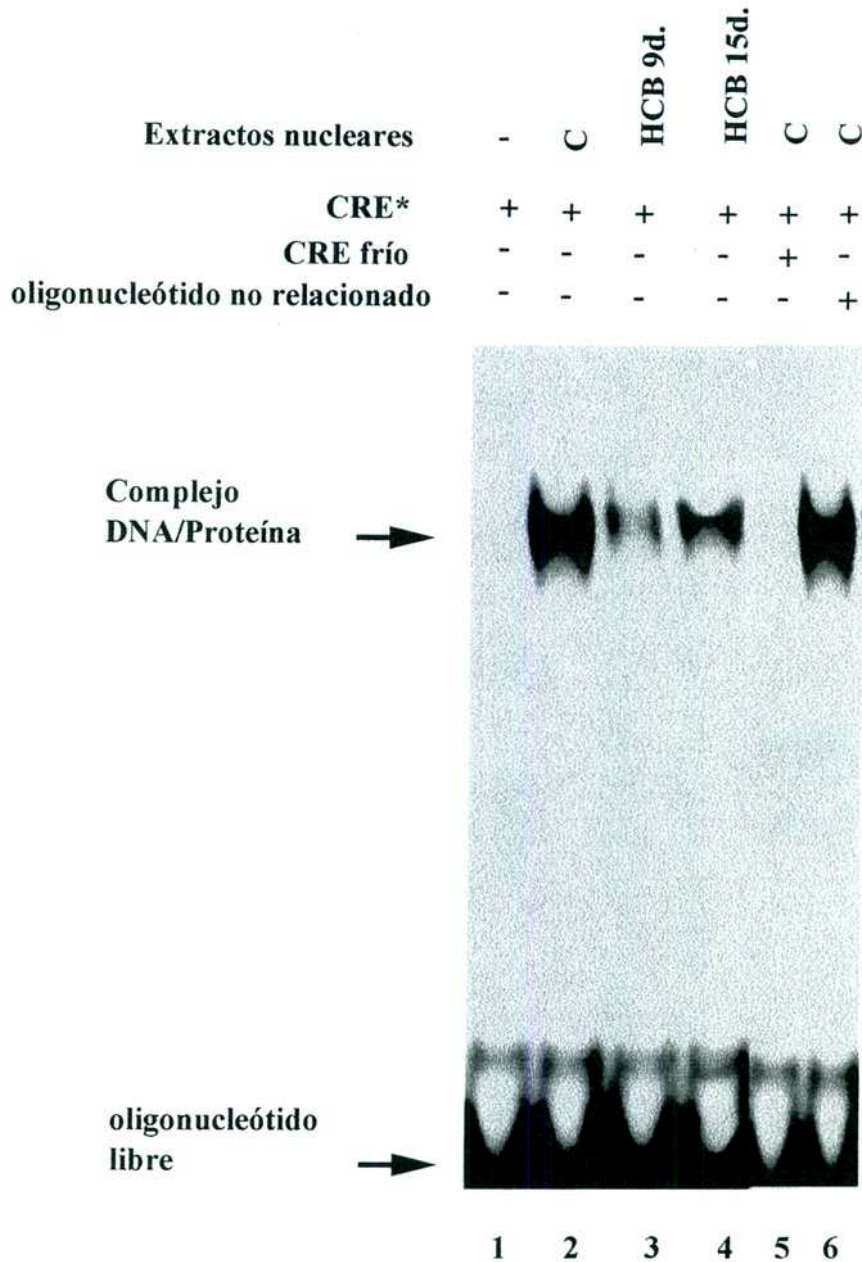 Extractos nucleares - C HCB 9d. HCB 15d. C C
CRE* + + + + + +
CRE frío - - - - + -
oligonucleótido no relacionado - - - - - +
Complejo
DNA/Proteína
oligonucleótido
libre
1 2 3 4 5 6